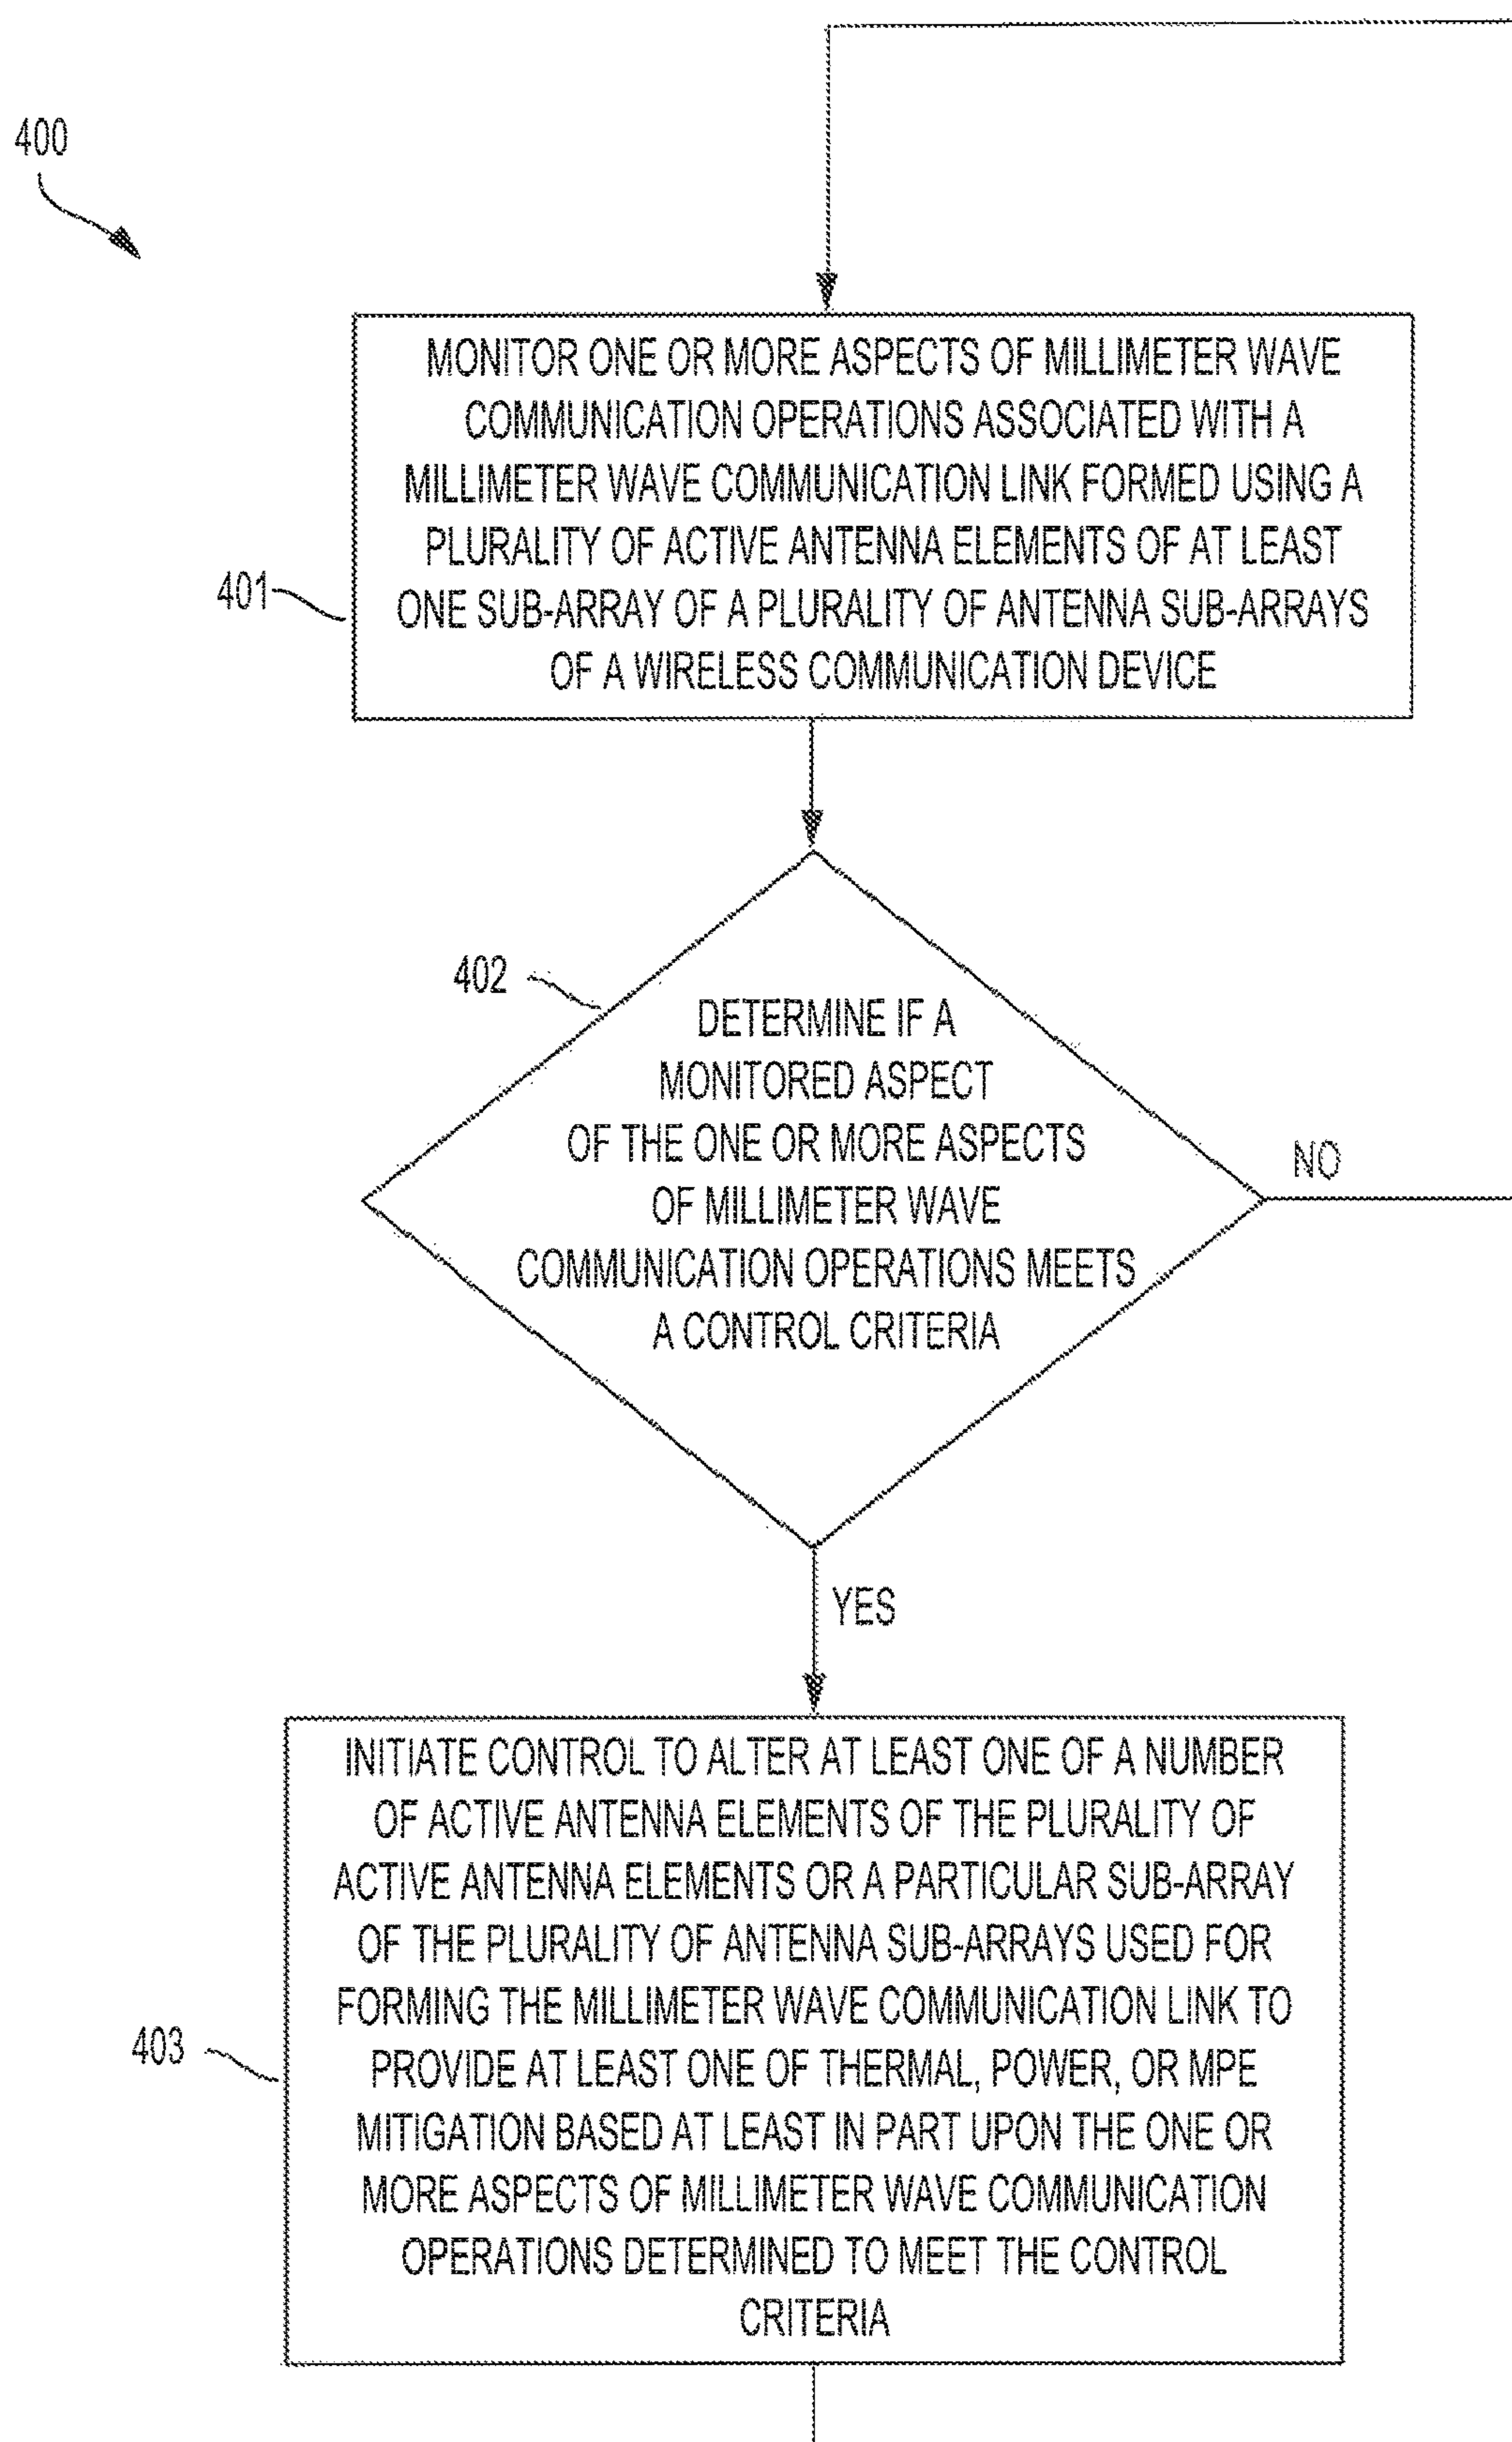 400
MONITOR ONE OR MORE ASPECTS OF MILLIMETER WAVE
COMMUNICATION OPERATIONS ASSOCIATED WITH A
MILLIMETER WAVE COMMUNICATION LINK FORMED USING A
PLURALITY OF ACTIVE ANTENNA ELEMENTS OF AT LEAST
ONE SUB-ARRAY OF A PLURALITY OF ANTENNA SUB-ARRAYS
OF A WIRELESS COMMUNICATION DEVICE
401
402
DETERMINE IF A
MONITORED ASPECT
OF THE ONE OR MORE ASPECTS
OF MILLIMETER WAVE
COMMUNICATION OPERATIONS MEETS
A CONTROL CRITERIA
NO
YES
INITIATE CONTROL TO ALTER AT LEAST ONE OF A NUMBER
OF ACTIVE ANTENNA ELEMENTS OF THE PLURALITY OF
ACTIVE ANTENNA ELEMENTS OR A PARTICULAR SUB-ARRAY
OF THE PLURALITY OF ANTENNA SUB-ARRAYS USED FOR
FORMING THE MILLIMETER WAVE COMMUNICATION LINK TO
PROVIDE AT LEAST ONE OF THERMAL, POWER, OR MPE
MITIGATION BASED AT LEAST IN PART UPON THE ONE OR
MORE ASPECTS OF MILLIMETER WAVE COMMUNICATION
OPERATIONS DETERMINED TO MEET THE CONTROL
CRITERIA
403